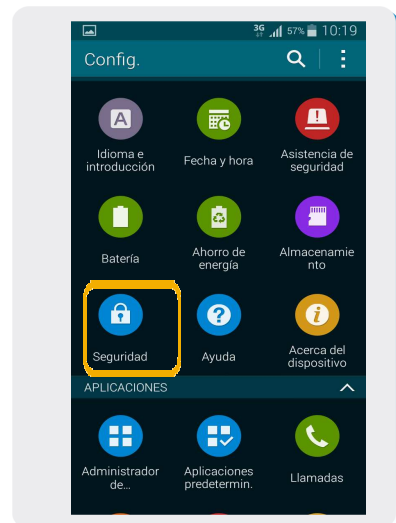 3G 57% 10:19
Config.
A
Idioma e
introducción
Fecha y hora
Asistencia de
seguridad
Batería
Ahorro de
energía
Almacenamie
nto
Seguridad
?
Ayuda
i
Acerca del
dispositivo
APLICACIONES
Administrador
de...
Aplicaciones
predetermin.
Llamadas